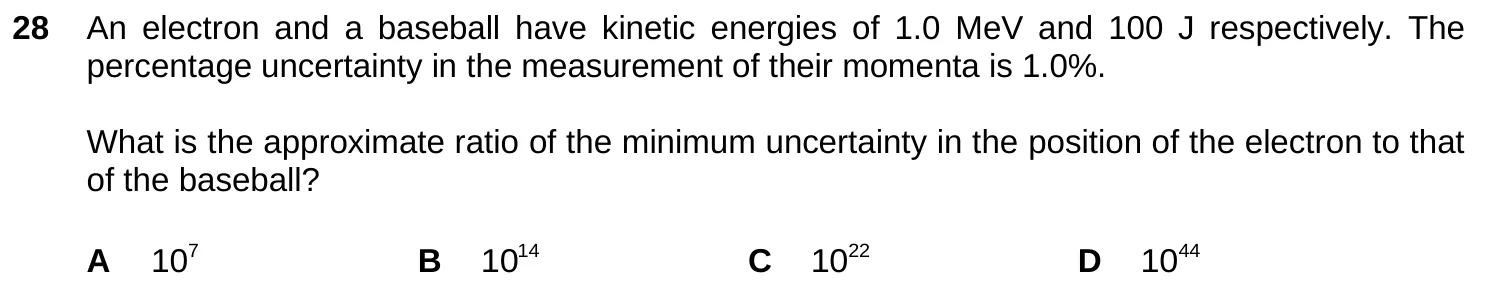 28 An electron and a baseball have kinetic energies of 1.0 MeV and 100 J respectively. The
percentage uncertainty in the measurement of their momenta is 1.0%.
What is the approximate ratio of the minimum uncertainty in the position of the electron to that
of the baseball?
A 10⁷ B 10¹⁴ C 10²² D 10⁴⁴